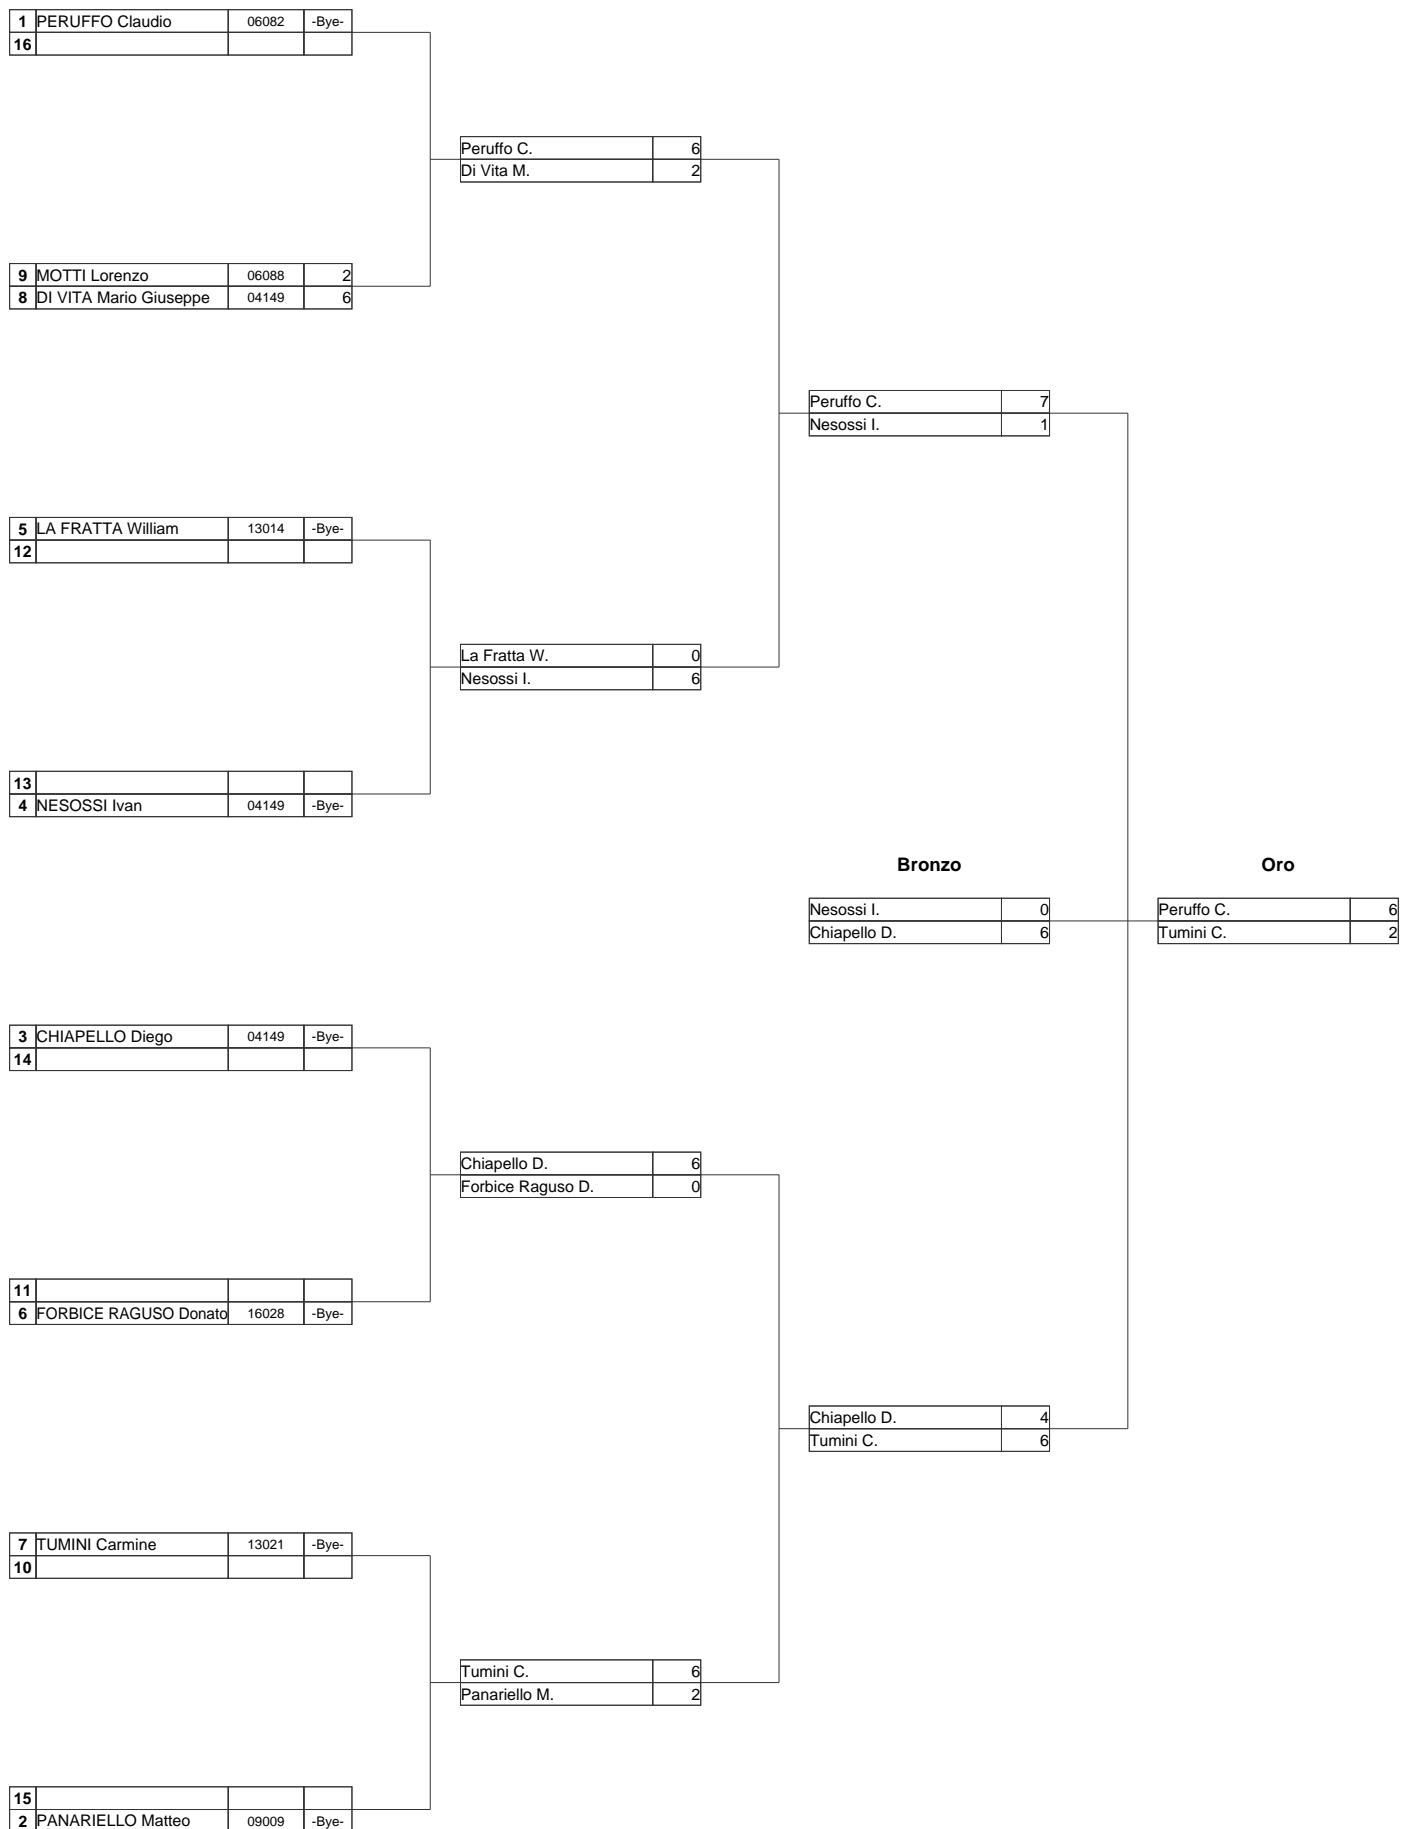 1 PERUFFO Claudio 06082 -Bye-
16
Peruffo C. 6
Di Vita M. 2
9 MOTTI Lorenzo 06088 2
8 DI VITA Mario Giuseppe 04149 6
Peruffo C. 7
Nesossi I. 1
5 LA FRATTA William 13014 -Bye-
12
La Fratta W. 0
Nesossi I. 6
13
4 NESOSSI Ivan 04149 -Bye-
Bronzo Oro
Nesossi I. 0 Peruffo C. 6
Chiapello D. 6 Tumini C. 2
3 CHIAPELLO Diego 04149 -Bye-
14
Chiapello D. 6
Forbice Raguso D. 0
11
6 FORBICE RAGUSO Donato 16028 -Bye-
Chiapello D. 4
Tumini C. 6
7 TUMINI Carmine 13021 -Bye-
10
Tumini C. 6
Panariello M. 2
15
2 PANARIELLO Matteo 09009 -Bye-